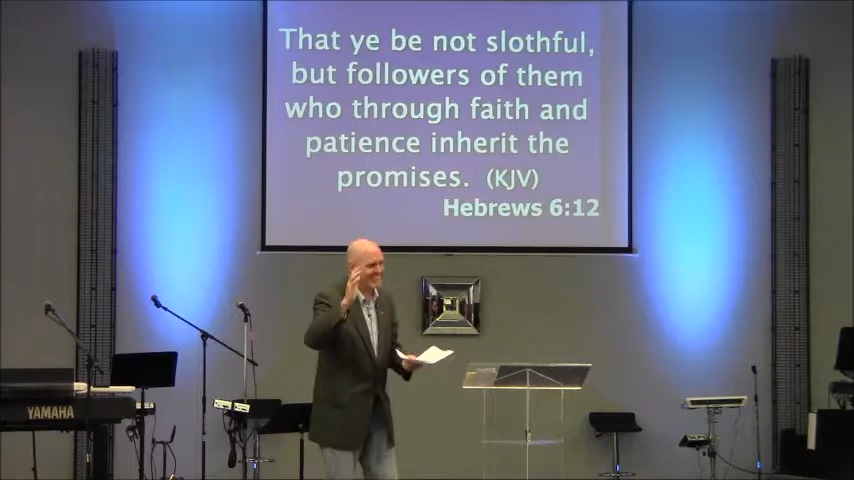 That ye be not slothful,
but followers of them
who through faith and
patience inherit the
promises. (KJV)
Hebrews 6:12
YAMAHA